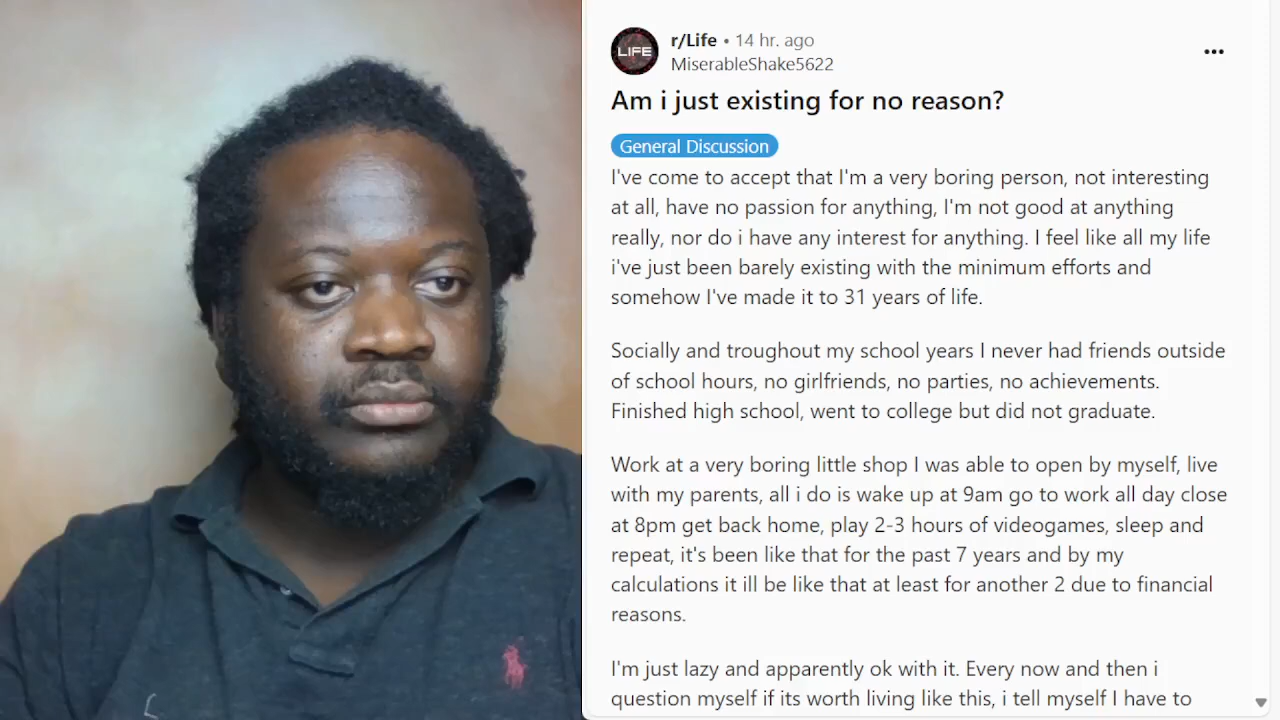 LIFE
r/Life • 14 hr. ago
MiserableShake5622
Am i just existing for no reason?
General Discussion
I've come to accept that I'm a very boring person, not interesting
at all, have no passion for anything, I'm not good at anything
really, nor do i have any interest for anything. I feel like all my life
i've just been barely existing with the minimum efforts and
somehow I've made it to 31 years of life.
Socially and troughout my school years I never had friends outside
of school hours, no girlfriends, no parties, no achievements.
Finished high school, went to college but did not graduate.
Work at a very boring little shop I was able to open by myself, live
with my parents, all i do is wake up at 9am go to work all day close
at 8pm get back home, play 2-3 hours of videogames, sleep and
repeat, it's been like that for the past 7 years and by my
calculations it ill be like that at least for another 2 due to financial
reasons.
I'm just lazy and apparently ok with it. Every now and then i
question myself if its worth living like this, i tell myself I have to